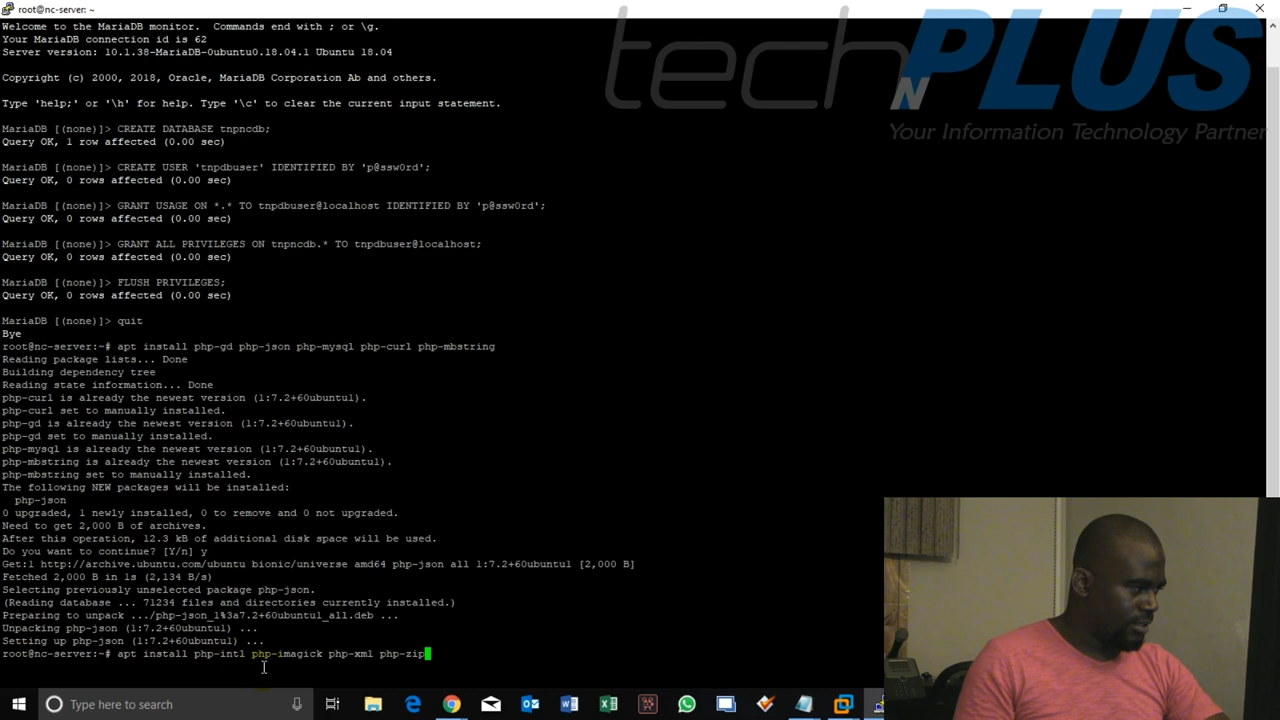 root@nc-server: ~
Welcome to the MariaDB monitor.  Commands end with ; or \g.
Your MariaDB connection id is 62
Server version: 10.1.38-MariaDB-0ubuntu0.18.04.1 Ubuntu 18.04
Copyright (c) 2000, 2018, Oracle, MariaDB Corporation Ab and others.
Type 'help;' or '\h' for help. Type '\c' to clear the current input statement.
MariaDB [(none)]> CREATE DATABASE tnpncdb;
Query OK, 1 row affected (0.00 sec)
MariaDB [(none)]> CREATE USER 'tnpdbuser' IDENTIFIED BY 'p@ssw0rd';
Query OK, 0 rows affected (0.00 sec)
MariaDB [(none)]> GRANT USAGE ON *.* TO tnpdbuser@localhost IDENTIFIED BY 'p@ssw0rd';
Query OK, 0 rows affected (0.00 sec)
MariaDB [(none)]> GRANT ALL PRIVILEGES ON tnpncdb.* TO tnpdbuser@localhost;
Query OK, 0 rows affected (0.00 sec)
MariaDB [(none)]> FLUSH PRIVILEGES;
Query OK, 0 rows affected (0.00 sec)
MariaDB [(none)]> quit
Bye
root@nc-server:~# apt install php-gd php-json php-mysql php-curl php-mbstring
Reading package lists... Done
Building dependency tree
Reading state information... Done
php-curl is already the newest version (1:7.2+60ubuntu1).
php-curl set to manually installed.
php-gd is already the newest version (1:7.2+60ubuntu1).
php-gd set to manually installed.
php-mysql is already the newest version (1:7.2+60ubuntu1).
php-mbstring is already the newest version (1:7.2+60ubuntu1).
php-mbstring set to manually installed.
The following NEW packages will be installed:
php-json
0 upgraded, 1 newly installed, 0 to remove and 0 not upgraded.
Need to get 2,000 B of archives.
After this operation, 12.3 kB of additional disk space will be used.
Do you want to continue? [Y/n] y
Get:1 http://archive.ubuntu.com/ubuntu bionic/universe amd64 php-json all 1:7.2+60ubuntu1 [2,000 B]
Fetched 2,000 B in 1s (2,134 B/s)
Selecting previously unselected package php-json.
(Reading database ... 71234 files and directories currently installed.)
Preparing to unpack .../php-json_1%3a7.2+60ubuntu1_all.deb ...
Unpacking php-json (1:7.2+60ubuntu1) ...
Setting up php-json (1:7.2+60ubuntu1) ...
root@nc-server:~# apt install php-intl php-imagick php-xml php-zip
tech N PLUS
Your Information Technology Partner
Type here to search